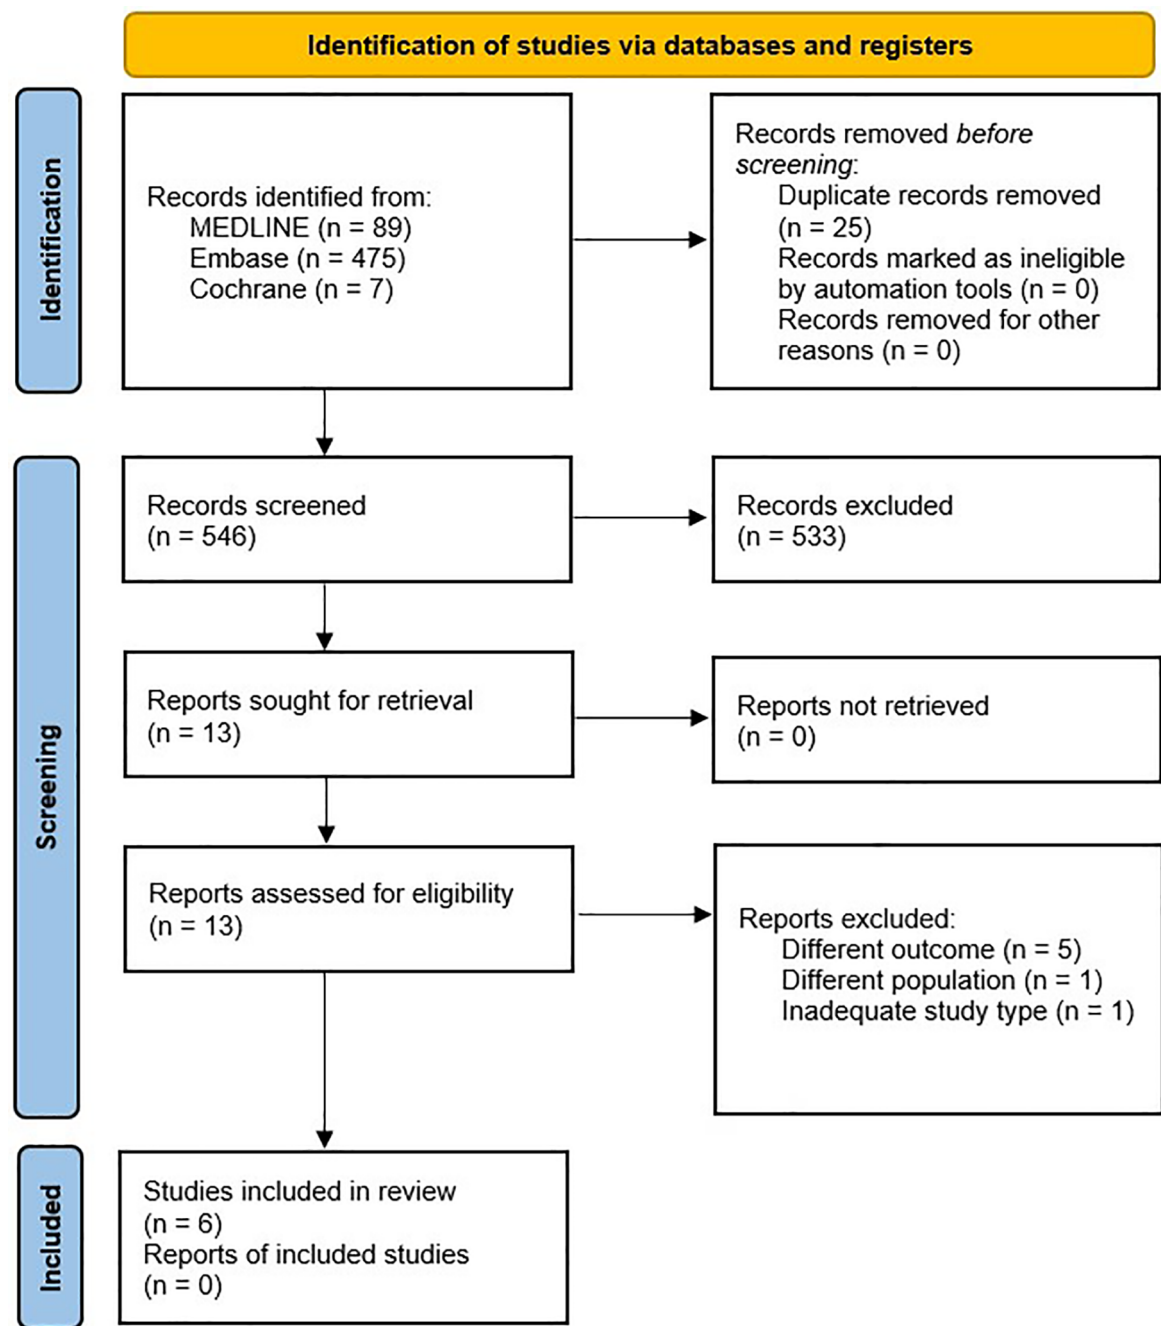 Identification of studies via databases and registers
Identification
Records identified from:
MEDLINE (n = 89)
Embase (n = 475)
Cochrane (n = 7)
Records removed before
screening:
Duplicate records removed
(n = 25)
Records marked as ineligible
by automation tools (n = 0)
Records removed for other
reasons (n = 0)
Screening
Records screened
(n = 546)
Records excluded
(n = 533)
Reports sought for retrieval
(n = 13)
Reports not retrieved
(n = 0)
Reports assessed for eligibility
(n = 13)
Reports excluded:
Different outcome (n = 5)
Different population (n = 1)
Inadequate study type (n = 1)
Included
Studies included in review
(n = 6)
Reports of included studies
(n = 0)